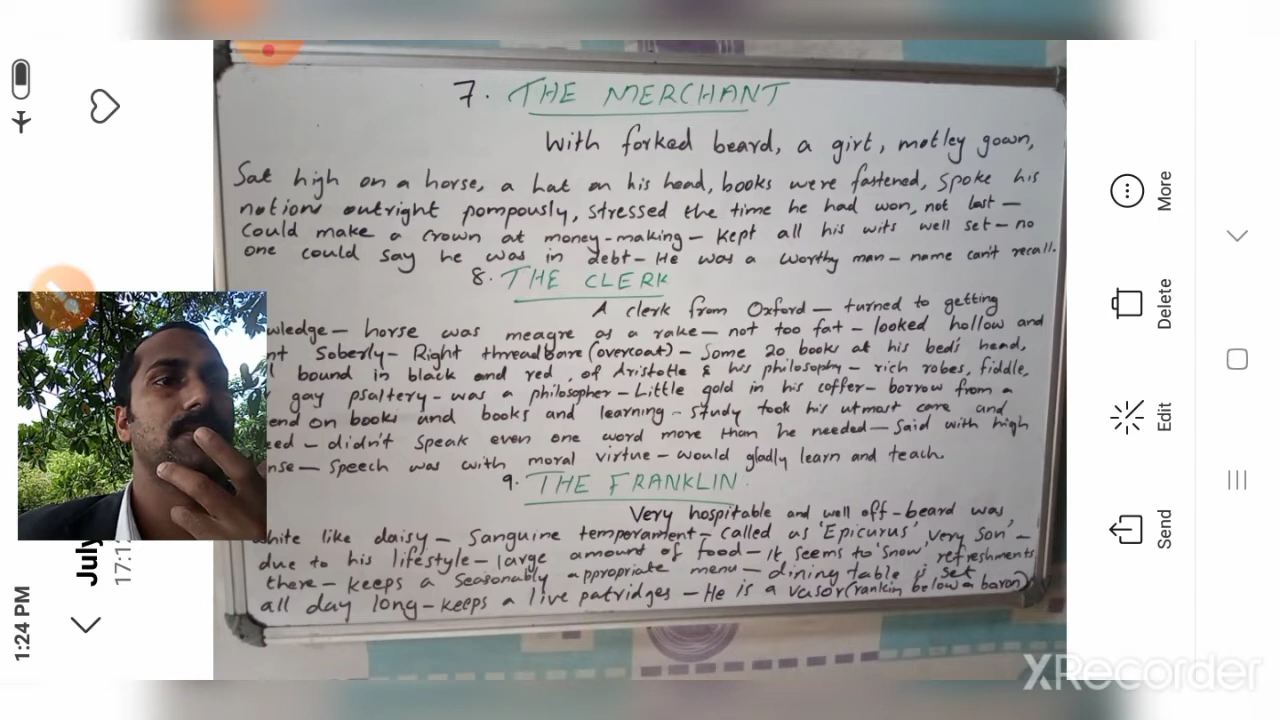 7. THE MERCHANT
With forked beard, a girt, motley gown,
Sat high on a horse, a hat on his head, books were fastened, spoke his
notions outright pompously, stressed the time he had won, not lost —
could make a crown at money-making — kept all his wits well set — no
one could say he was in debt — He was a worthy man — name can't recall.
8. THE CLERK
A clerk from Oxford — turned to getting
wledge — horse was meagre as a rake — not too fat — looked hollow and
nt soberly — Right threadbare (overcoat) — Some 20 books at his bed's head,
bound in black and red, of Aristotle & his philosophy — rich robes, fiddle,
gay psaltery — was a philosopher — Little gold in his coffer — borrow from a
end on books and books and learning — study took his utmost care and
eed — didn't speak even one word more than he needed — said with high
nse — speech was with moral virtue — would gladly learn and teach.
9. THE FRANKLIN.
Very hospitable and well off — beard was
white like daisy — Sanguine temperament — called as 'Epicurus' very son' —
due to his lifestyle — large amount of food — it seems to 'snow' refreshments
there — keeps a seasonably appropriate menu — dining table is set
all day long — keeps a live patridges — He is a vasor (rankin below a baron)
More
Delete
Edit
Send
July
17:1
1:24 PM
XRecorder